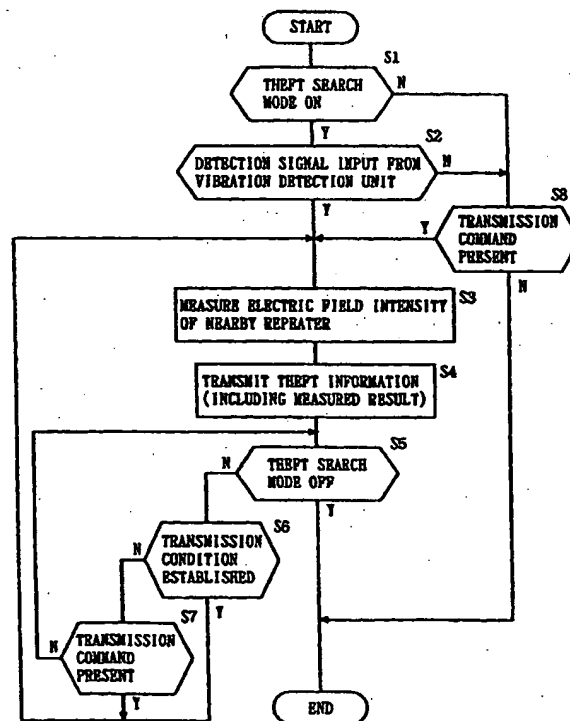 START
S1
THEFT SEARCH
MODE ON
N
Y
S2
DETECTION SIGNAL INPUT FROM
VIBRATION DETECTION UNIT
N
Y
S8
TRANSMISSION
COMMAND
PRESENT
Y
N
S3
MEASURE ELECTRIC FIELD INTENSITY
OF NEARBY REPEATER
S4
TRANSMIT THEFT INFORMATION
(INCLUDING MEASURED RESULT)
S5
THEFT SEARCH
MODE OFF
N
Y
S6
TRANSMISSION
CONDITION
ESTABLISHED
N
Y
S7
TRANSMISSION
COMMAND
PRESENT
N
Y
END